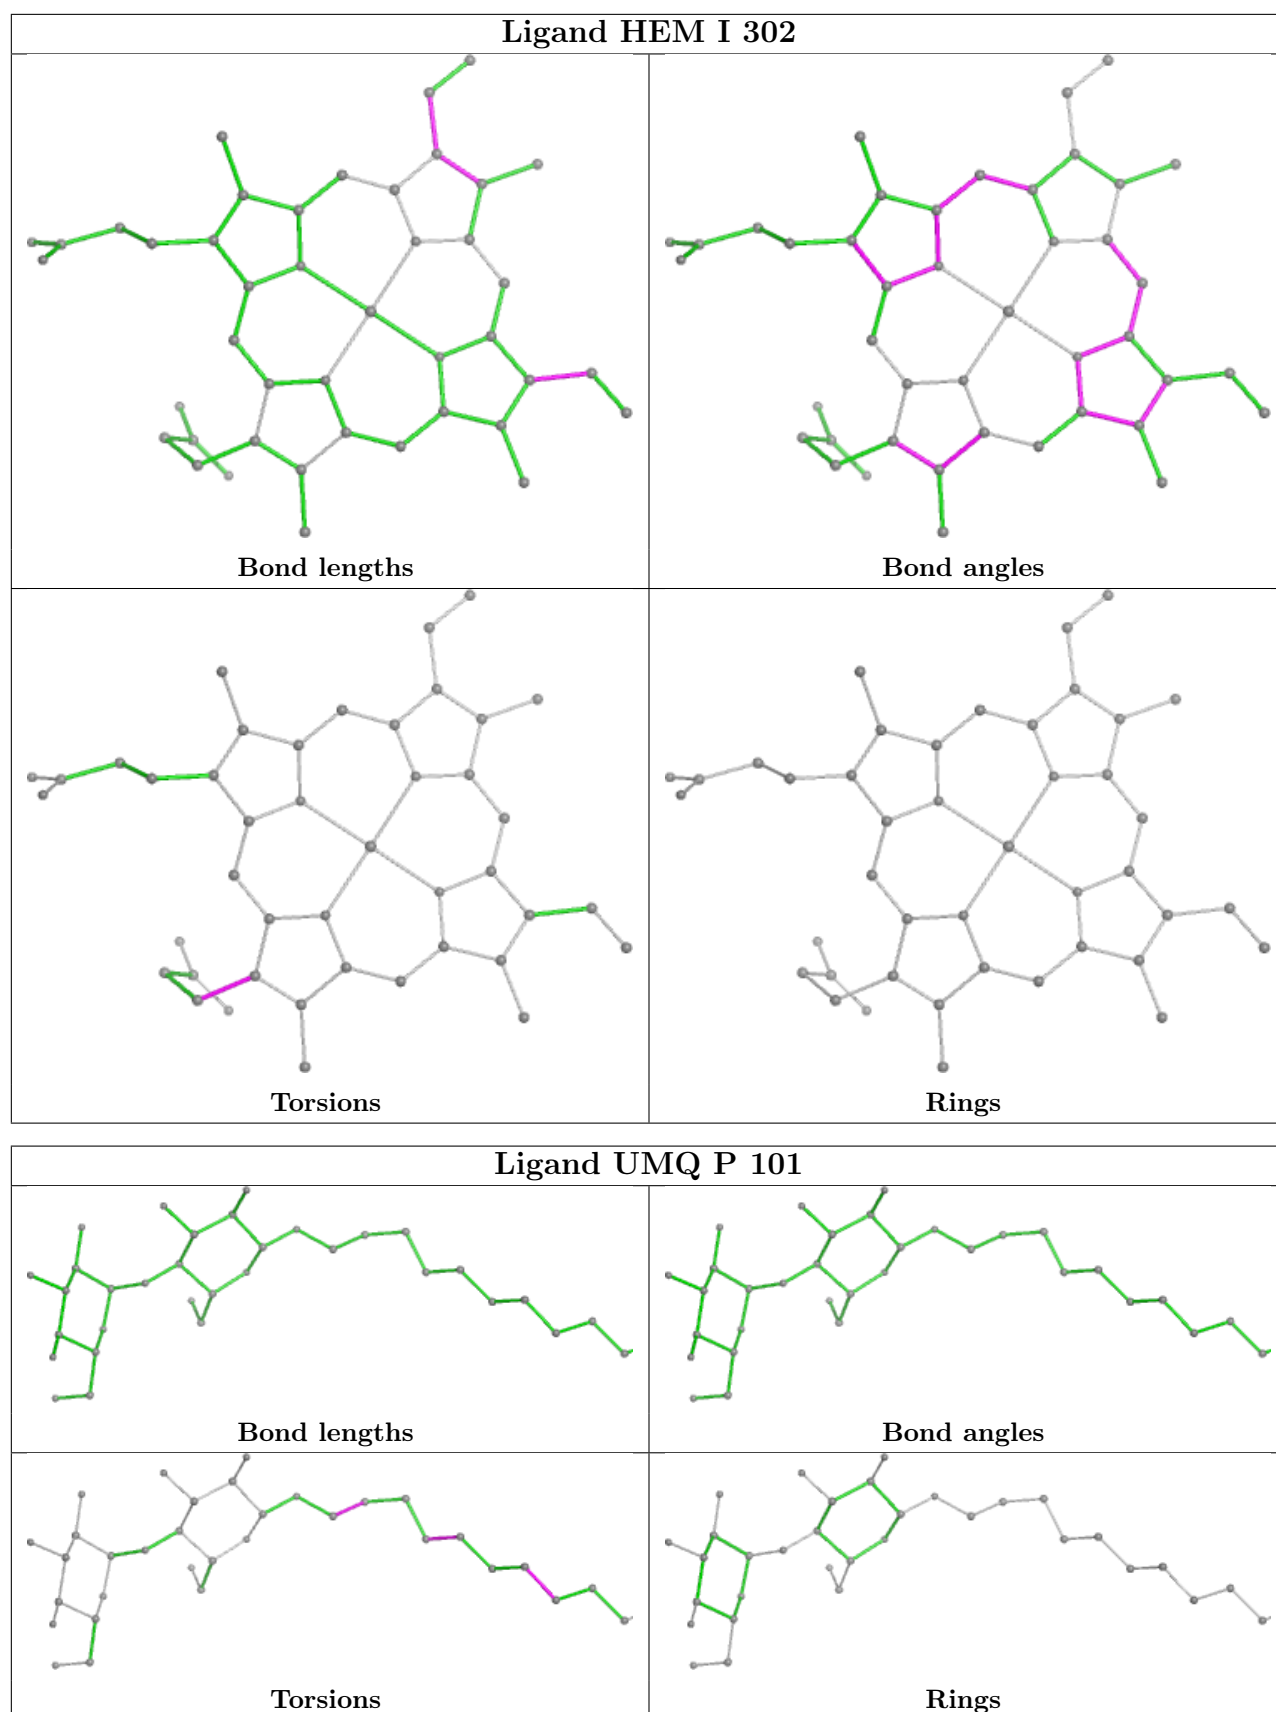 Ligand HEM I 302
Bond lengths
Bond angles
Torsions
Rings
Ligand UMQ P 101
Bond lengths
Bond angles
Torsions
Rings